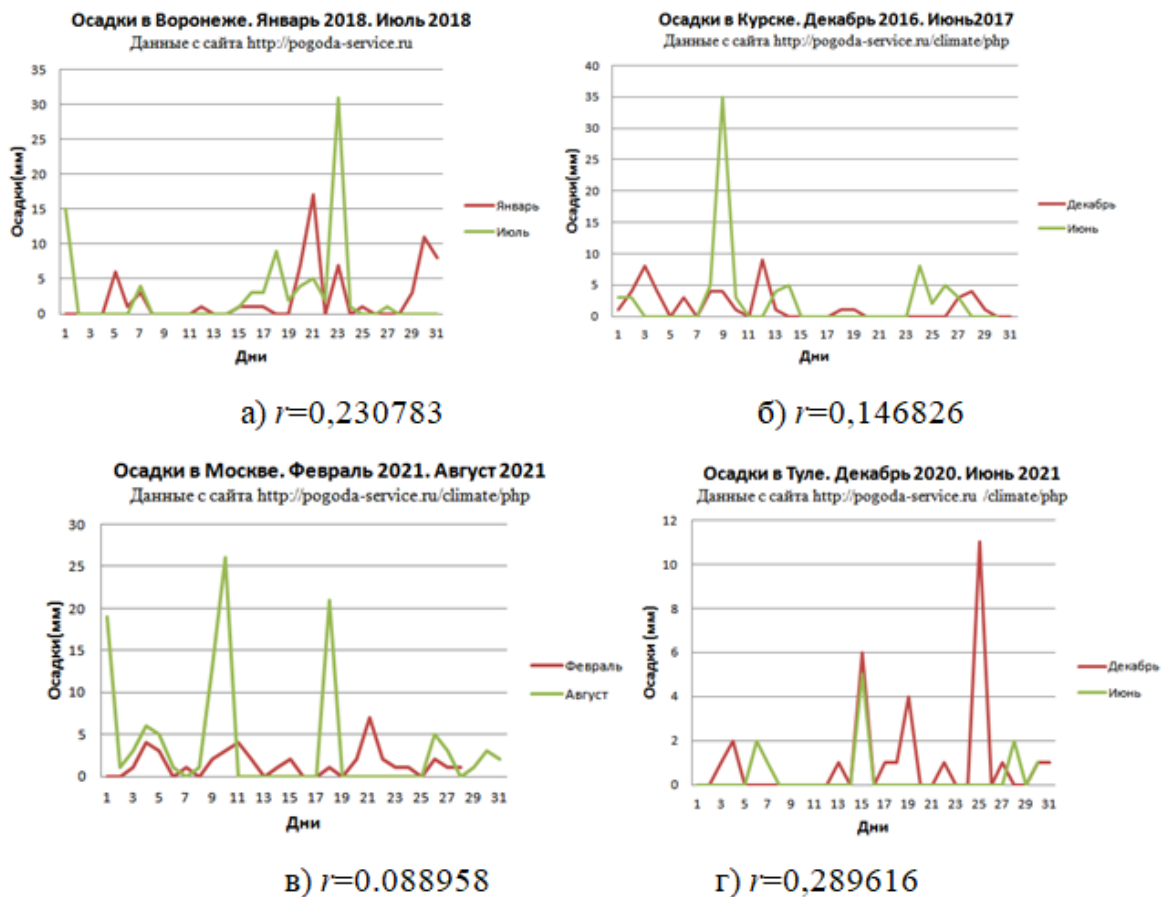 Осадки в Воронеже. Январь 2018. Июль 2018
Данные с сайта http://pogoda-service.ru
35
30
25
20
15
10
5
0
Осадки(мм)
1 3 5 7 9 11 13 15 17 19 21 23 25 27 29 31
Дни
Январь
Июль
а) r=0,230783
Осадки в Курске. Декабрь 2016. Июнь2017
Данные с сайта http://pogoda-service.ru/climate/php
40
35
30
25
20
15
10
5
0
Осадки(мм)
1 3 5 7 9 11 13 15 17 19 21 23 25 27 29 31
Дни
Декабрь
Июнь
б) r=0,146826
Осадки в Москве. Февраль 2021. Август 2021
Данные с сайта http://pogoda-service.ru/climate/php
30
25
20
15
10
5
0
Осадки(мм)
1 3 5 7 9 11 13 15 17 19 21 23 25 27 29 31
Дни
Февраль
Август
в) r=0.088958
Осадки в Туле. Декабрь 2020. Июнь 2021
Данные с сайта http://pogoda-service.ru /climate/php
12
10
8
6
4
2
0
Осадки (мм)
1 3 5 7 9 11 13 15 17 19 21 23 25 27 29 31
Дни
Декабрь
Июнь
г) r=0,289616